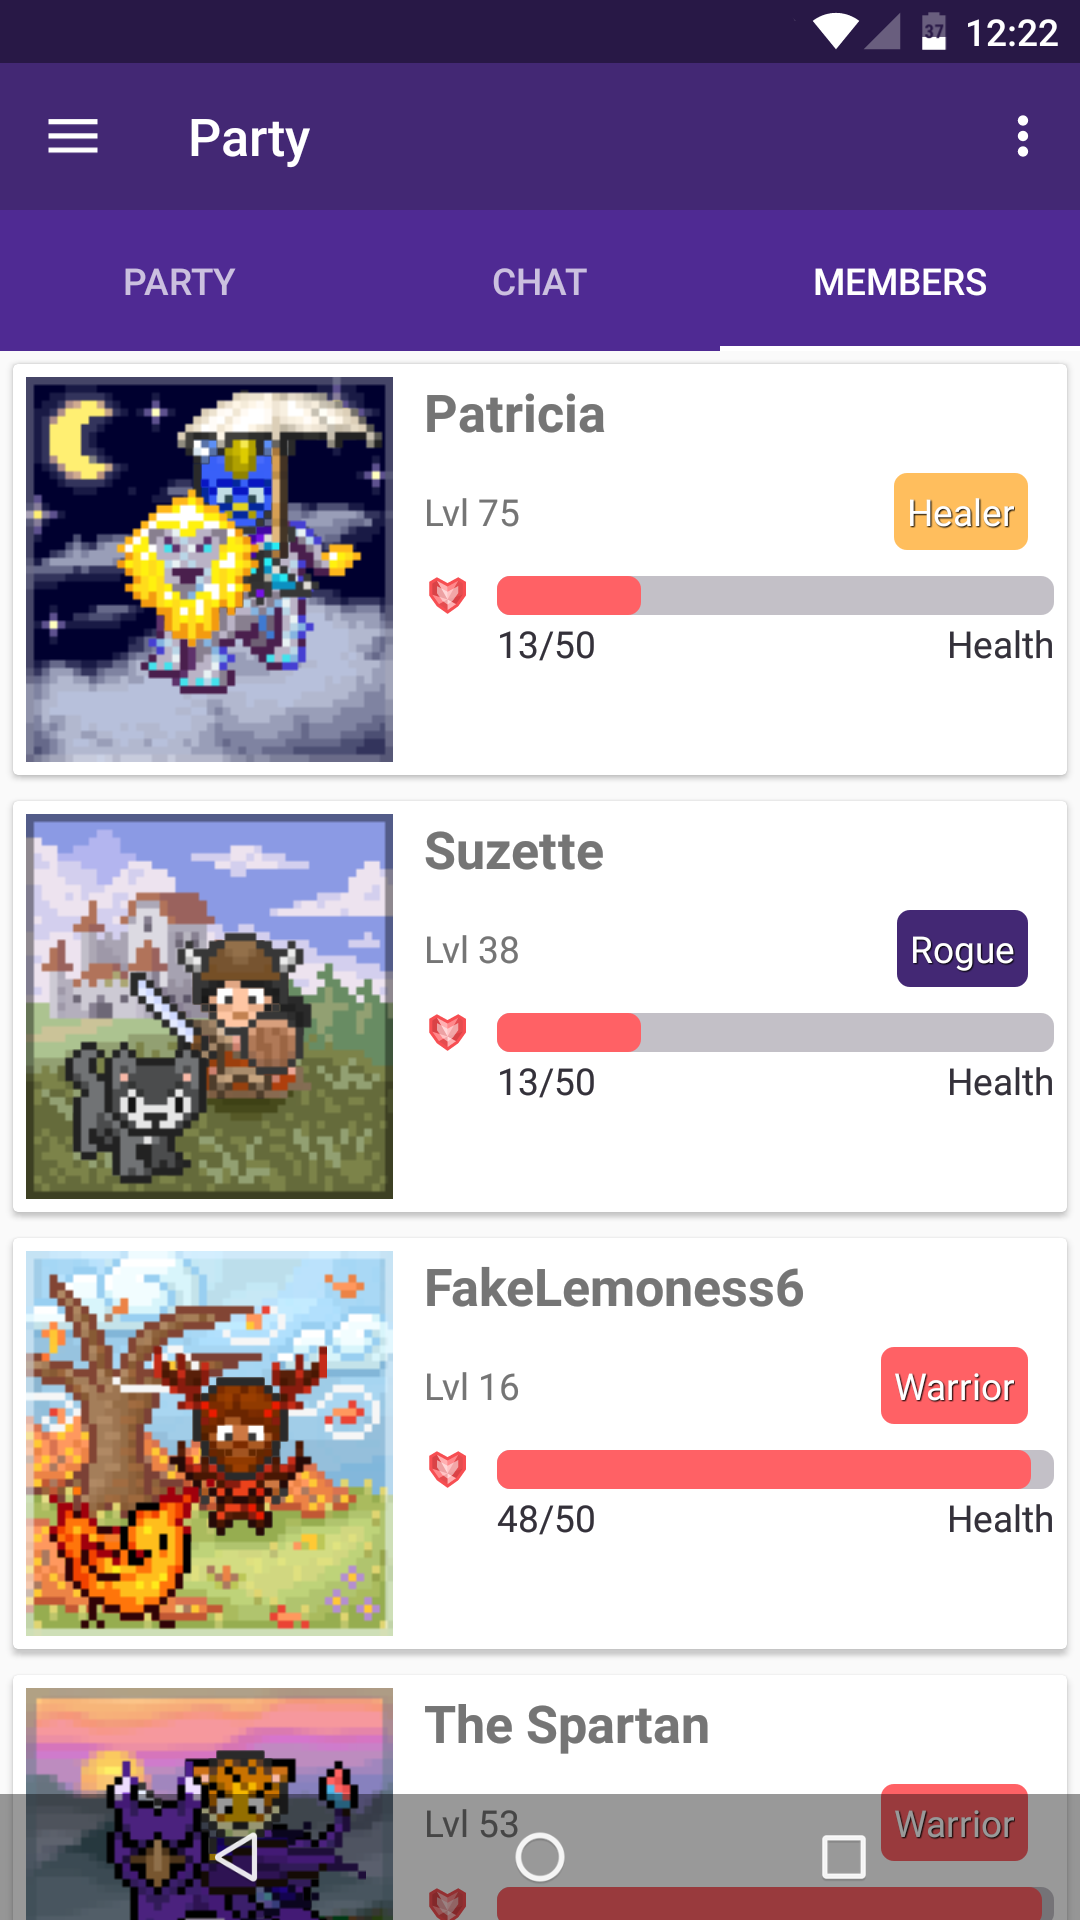 37 12:22
Party
PARTY CHAT MEMBERS
Patricia
Lvl 75 Healer
13/50 Health
Suzette
Lvl 38 Rogue
13/50 Health
FakeLemoness6
Lvl 16 Warrior
48/50 Health
The Spartan
Lvl 53 Warrior